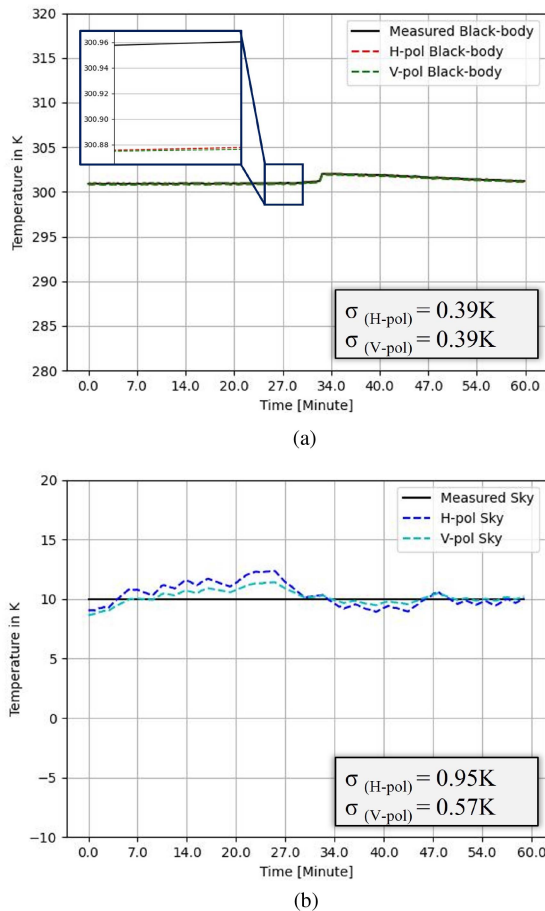 320
315
310
305
300
295
290
285
280
Temperature in K
300.96
300.94
300.92
300.90
300.88
Measured Black-body
H-pol Black-body
V-pol Black-body
σ (H-pol) = 0.39K
σ (V-pol) = 0.39K
0.0 7.0 14.0 20.0 27.0 34.0 40.0 47.0 54.0 60.0
Time [Minute]
(a)
20
15
10
5
0
−5
−10
Temperature in K
Measured Sky
H-pol Sky
V-pol Sky
σ (H-pol) = 0.95K
σ (V-pol) = 0.57K
0.0 7.0 14.0 20.0 27.0 34.0 40.0 47.0 54.0 60.0
Time [Minute]
(b)